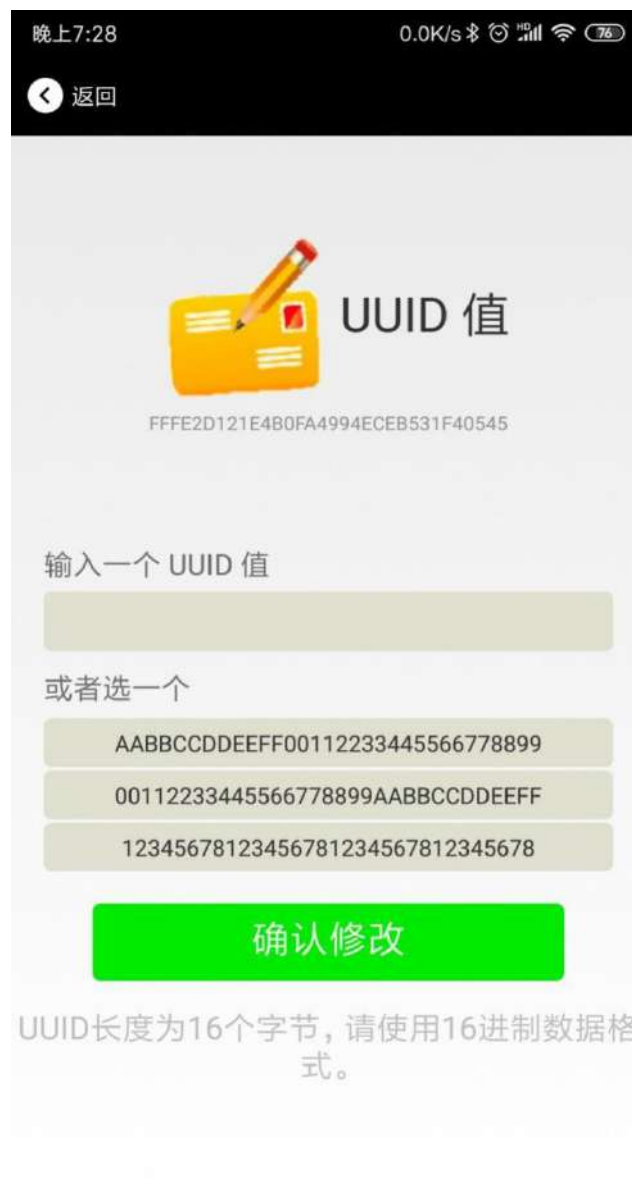 晚上7:28
0.0K/s HD 76
返回
UUID 值
FFFE2D121E4B0FA4994ECEB531F40545
输入一个 UUID 值
或者选一个
AABBCCDDEEFF00112233445566778899
00112233445566778899AABBCCDDEEFF
12345678123456781234567812345678
确认修改
UUID长度为16个字节，请使用16进制数据格
式。